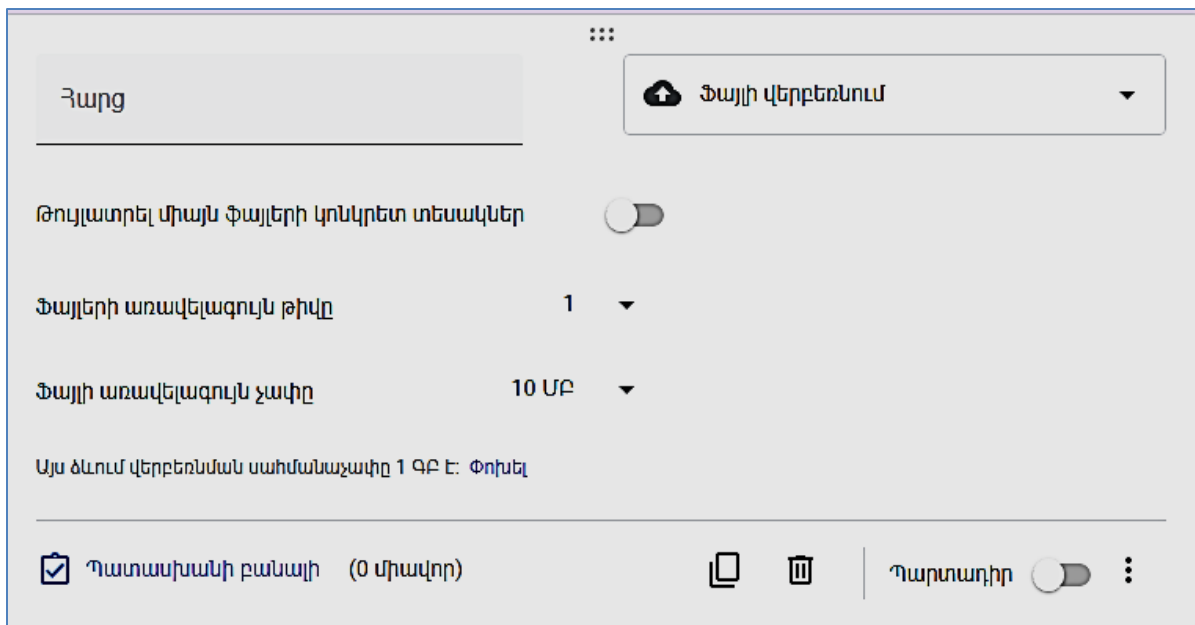 Հարց
Ֆայլի վերբեռնում
Թույլատրել միայն ֆայլերի կոնկրետ տեսակներ
Ֆայլերի առավելագույն թիվը 1
Ֆայլի առավելագույն չափը 10 ՄԲ
Այս ձևում վերբեռնման սահմանաչափը 1 ԳԲ է: Փոխել
Պատասխանի բանալի (0 միավոր) Պարտադիր